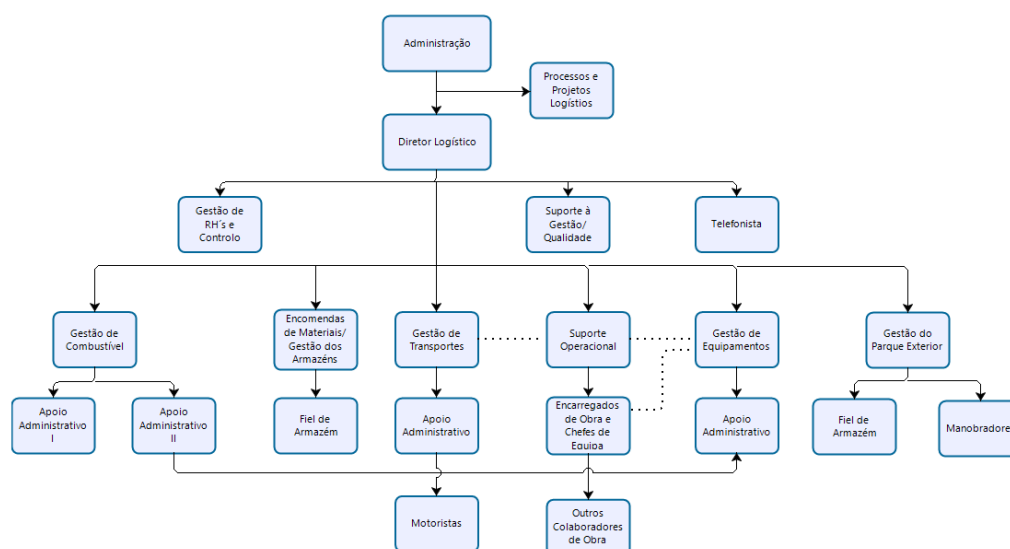 Administração
Processos e
Projetos
Logístios
Diretor Logístico
Gestão de
RH´s e
Controlo
Suporte à
Gestão/
Qualidade
Telefonista
Gestão de
Combustível
Encomendas
de Materiais/
Gestão dos
Armazéns
Gestão de
Transportes
Suporte
Operacional
Gestão de
Equipamentos
Gestão do
Parque Exterior
Apoio
Administrativo
I
Apoio
Administrativo
II
Fiel de
Armazém
Apoio
Administrativo
Encarregados
de Obra e
Chefes de
Equipa
Apoio
Administrativo
Fiel de
Armazém
Manobradores
Motoristas
Outros
Colaboradores
de Obra